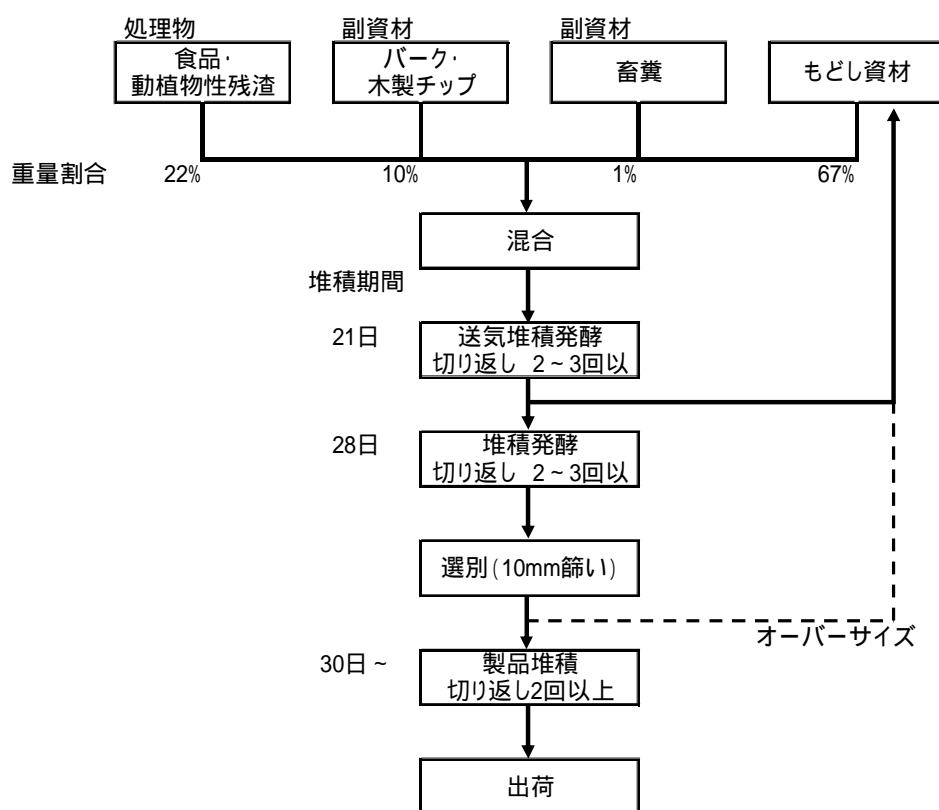 処理物
副資材
副資材
食品・
動植物性残渣
バーク・
木製チップ
畜糞
もどし資材
重量割合
22%
10%
1%
67%
混合
堆積期間
21日
送気堆積発酵
切り返し 2~3回以
28日
堆積発酵
切り返し 2~3回以
選別(10mm篩い)
オーバーサイズ
30日~
製品堆積
切り返し2回以上
出荷